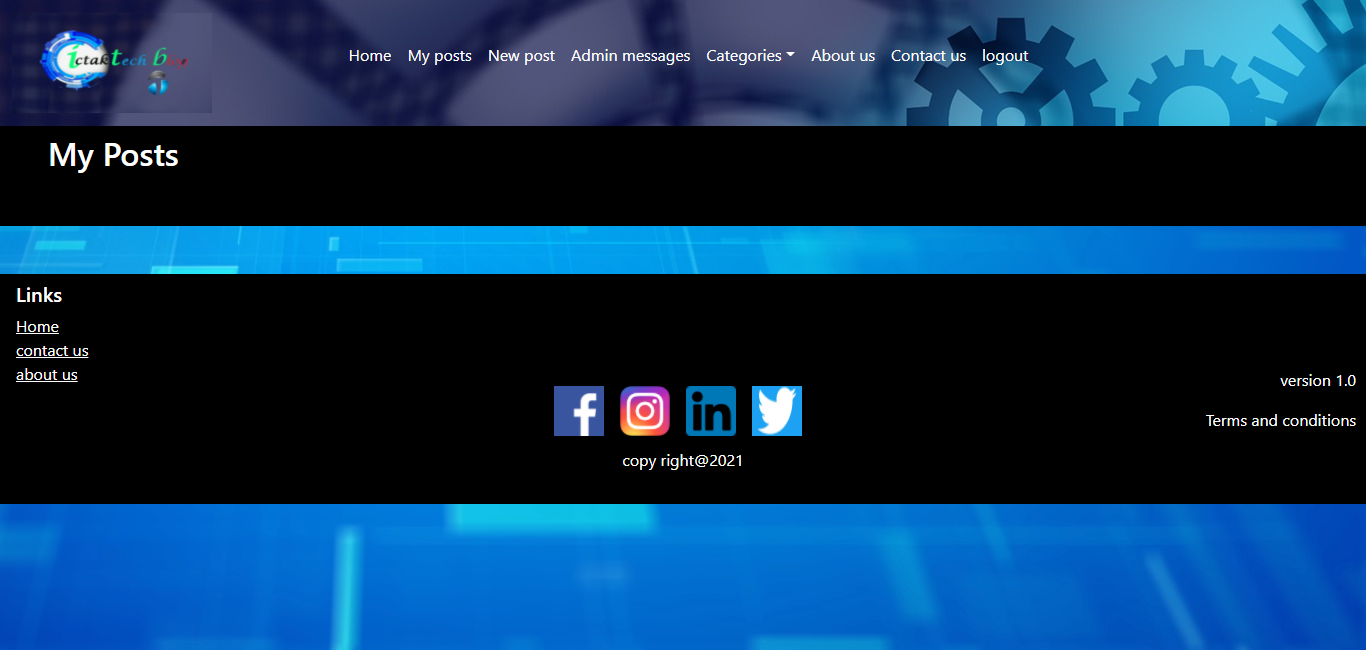 ictakTech Blog
Home My posts New post Admin messages Categories About us Contact us logout
My Posts
Links
Home
contact us
about us
version 1.0
Terms and conditions
copy right@2021